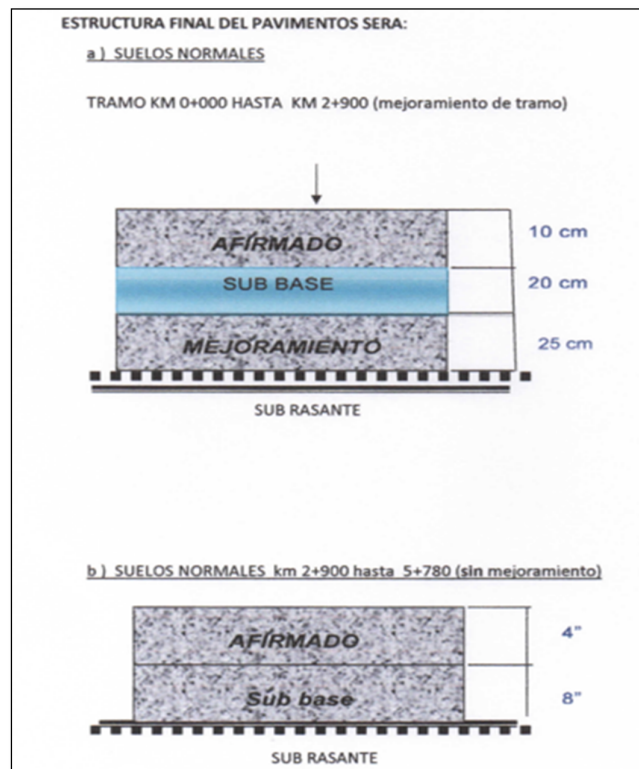 ESTRUCTURA FINAL DEL PAVIMENTOS SERA:
a ) SUELOS NORMALES
TRAMO KM 0+000 HASTA KM 2+900 (mejoramiento de tramo)
AFÍRMADO
10 cm
SUB BASE
20 cm
MEJORAMIENTO
25 cm
SUB RASANTE
b ) SUELOS NORMALES km 2+900 hasta 5+780 (sin mejoramiento)
AFÍRMADO
4"
Súb base
8"
SUB RASANTE